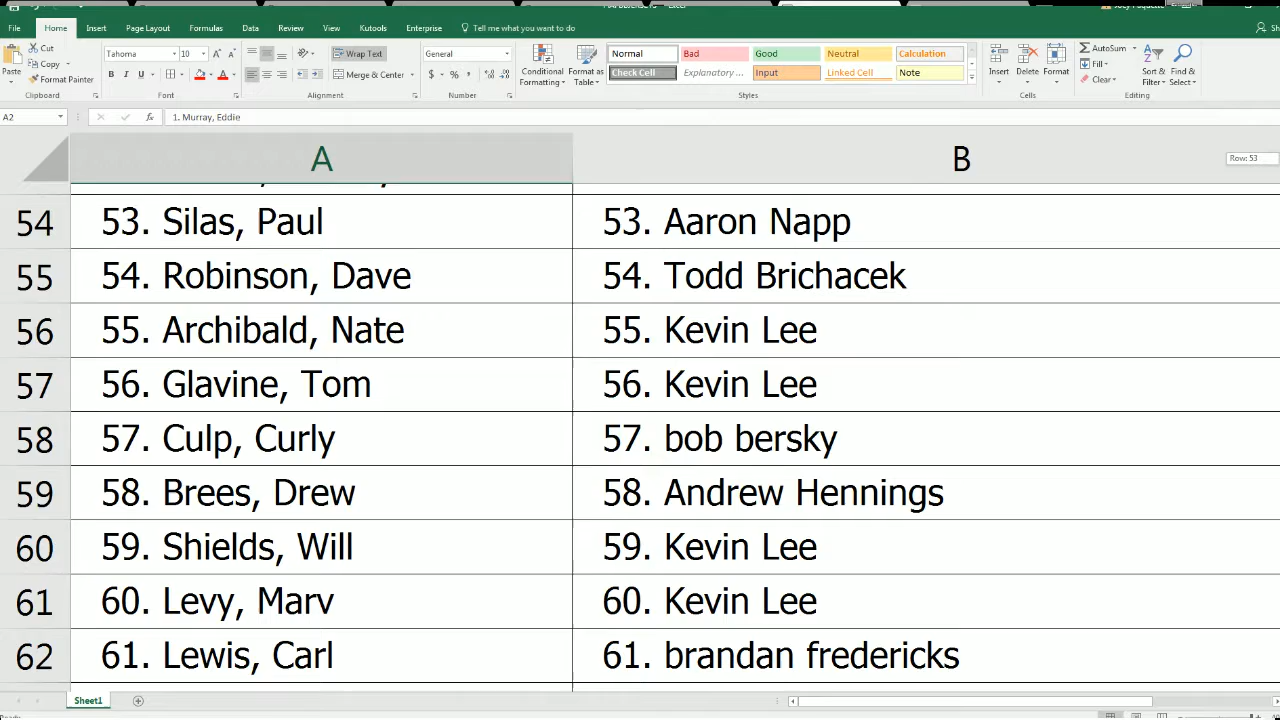 File Home Insert Page Layout Formulas Data Review View Kutools Enterprise Tell me what you want to do
Cut
Copy
Format Painter
Paste
Clipboard
Tahoma 10
B I U
Font
Wrap Text
Merge & Center
Alignment
General
$ % ,
Number
Conditional Formatting
Format as Table
Normal Bad Good Neutral Calculation
Check Cell Explanatory ... Input Linked Cell Note
Styles
Insert Delete Format
Cells
AutoSum
Fill
Clear
Sort & Filter
Find & Select
Editing
A2 fx 1. Murray, Eddie
A B
Row: 53
54 53. Silas, Paul 53. Aaron Napp
55 54. Robinson, Dave 54. Todd Brichacek
56 55. Archibald, Nate 55. Kevin Lee
57 56. Glavine, Tom 56. Kevin Lee
58 57. Culp, Curly 57. bob bersky
59 58. Brees, Drew 58. Andrew Hennings
60 59. Shields, Will 59. Kevin Lee
61 60. Levy, Marv 60. Kevin Lee
62 61. Lewis, Carl 61. brandan fredericks
Sheet1